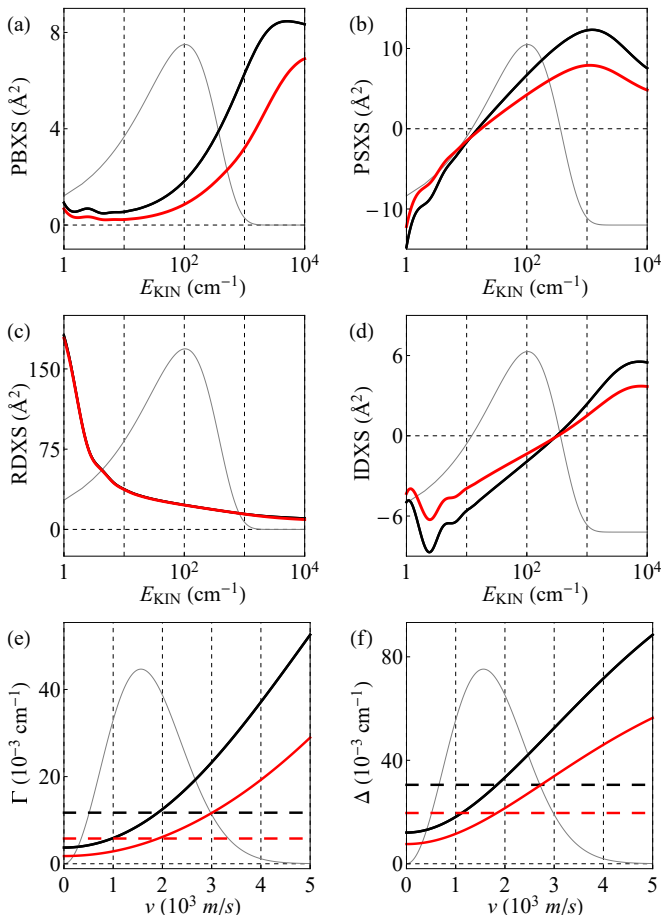 (a)
PBXS (Å²)
8
4
0
1
10²
10⁴
E_KIN (cm⁻¹)
(b)
PSXS (Å²)
10
0
−10
1
10²
10⁴
E_KIN (cm⁻¹)
(c)
RDXS (Å²)
150
75
0
1
10²
10⁴
E_KIN (cm⁻¹)
(d)
IDXS (Å²)
6
0
−6
1
10²
10⁴
E_KIN (cm⁻¹)
(e)
Γ (10⁻³ cm⁻¹)
40
20
0
0
1
2
3
4
5
v (10³ m/s)
(f)
Δ (10⁻³ cm⁻¹)
80
40
0
0
1
2
3
4
5
v (10³ m/s)